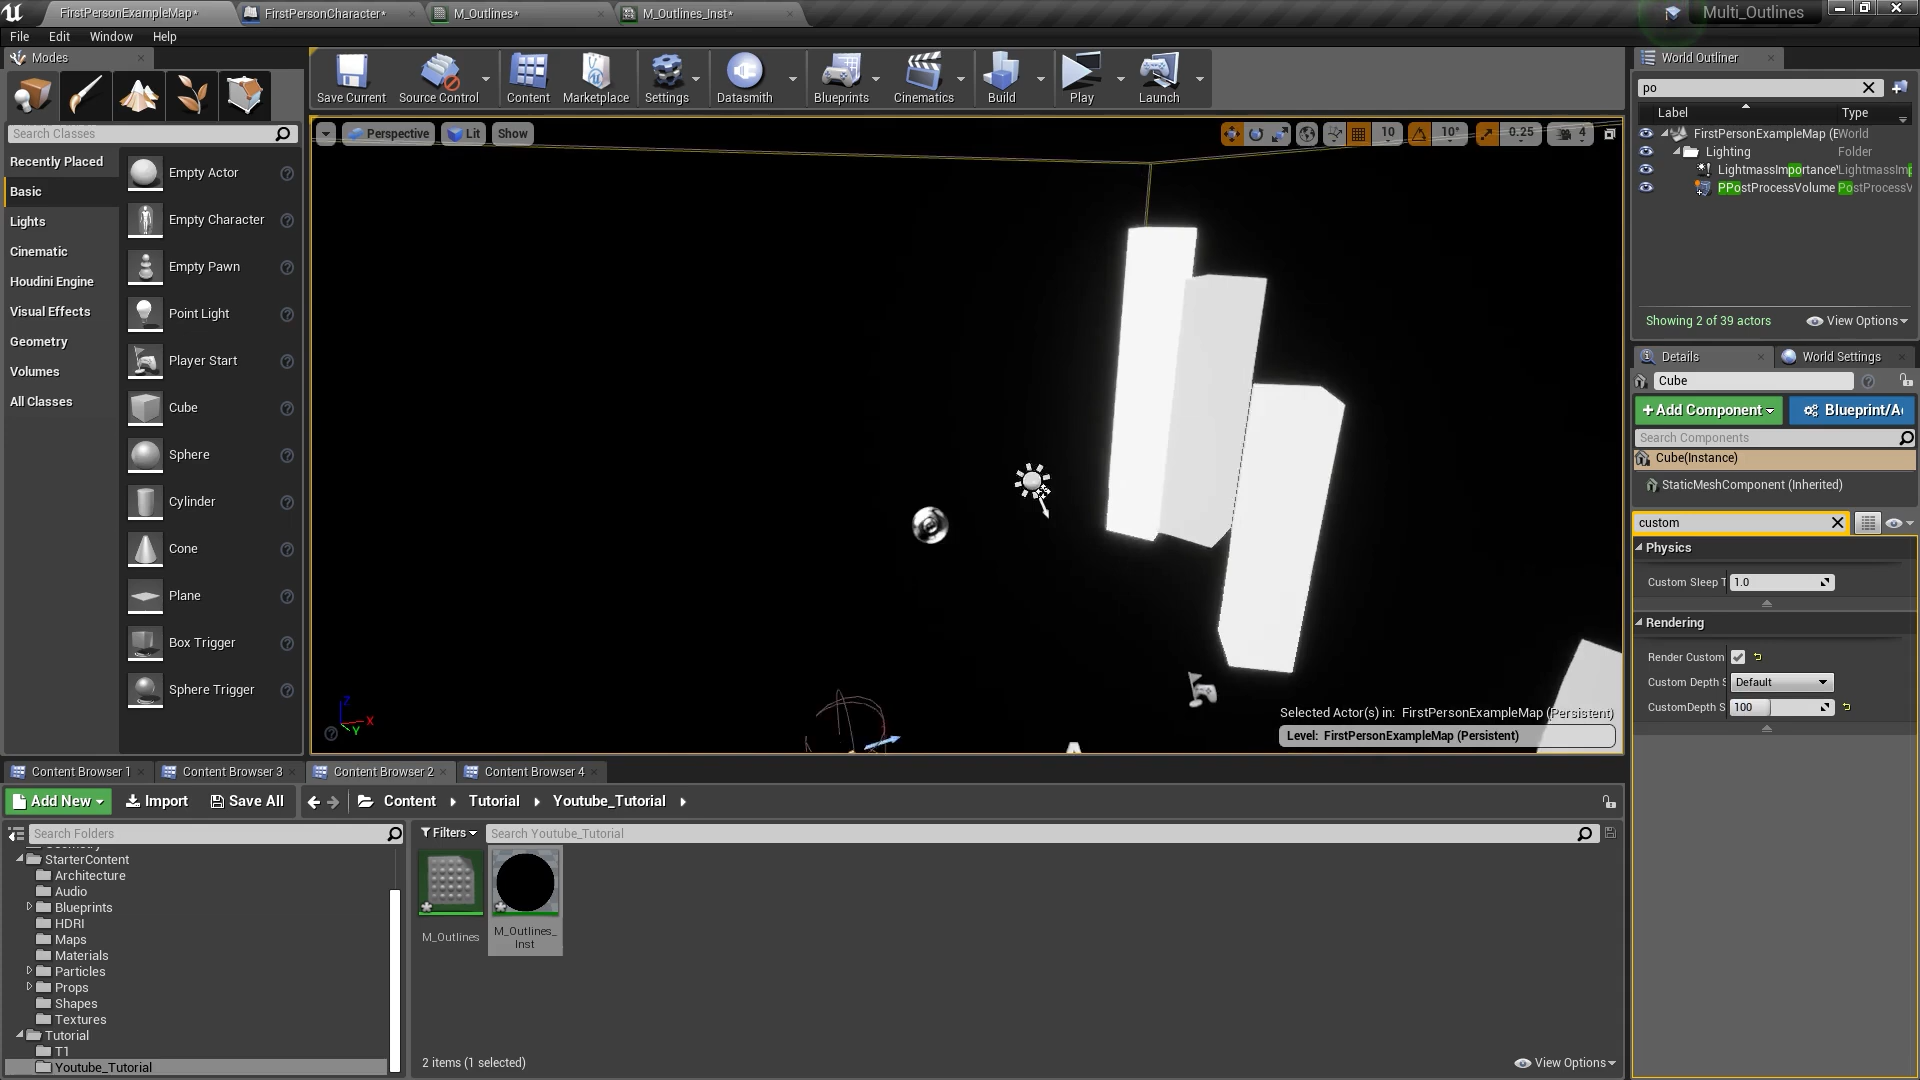 FirstPersonExampleMap*
FirstPersonCharacter*
M_Outlines*
M_Outlines_Inst*
Multi_Outlines
File
Edit
Window
Help
Modes
Search Classes
Recently Placed
Basic
Lights
Cinematic
Houdini Engine
Visual Effects
Geometry
Volumes
All Classes
Empty Actor
Empty Character
Empty Pawn
Point Light
Player Start
Cube
Sphere
Cylinder
Cone
Plane
Box Trigger
Sphere Trigger
Save Current
Source Control
Content
Marketplace
Settings
Datasmith
Blueprints
Cinematics
Build
Play
Launch
Perspective
Lit
Show
10
10°
0.25
4
Z
X
Y
Selected Actor(s) in: FirstPersonExampleMap (Persistent)
Level: FirstPersonExampleMap (Persistent)
World Outliner
po
Label
Type
FirstPersonExampleMap (E
World
Lighting
Folder
LightmassImportance
LightmassImp
PPostProcessVolume
PostProcessV
Showing 2 of 39 actors
View Options
Details
World Settings
Cube
+Add Component
Blueprint/A
Search Components
Cube(Instance)
StaticMeshComponent (Inherited)
custom
Physics
Custom Sleep T
1.0
Rendering
Render Custom
Custom Depth S
Default
CustomDepth S
100
Content Browser 1
Content Browser 3
Content Browser 2
Content Browser 4
Add New
Import
Save All
Content
Tutorial
Youtube_Tutorial
Search Folders
Filters
Search Youtube_Tutorial
Geometry
StarterContent
Architecture
Audio
Blueprints
HDRI
Maps
Materials
Particles
Props
Shapes
Textures
Tutorial
T1
Youtube_Tutorial
M_Outlines
M_Outlines_
Inst
2 items (1 selected)
View Options